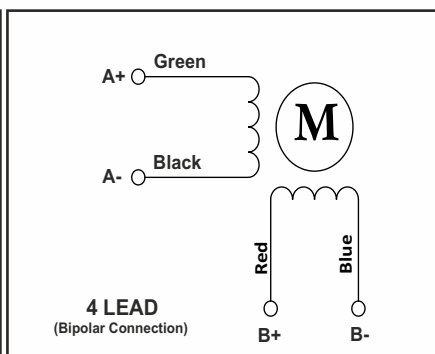 A+ Green
M
A- Black
Red
Blue
4 LEAD
(Bipolar Connection)
B+ B-